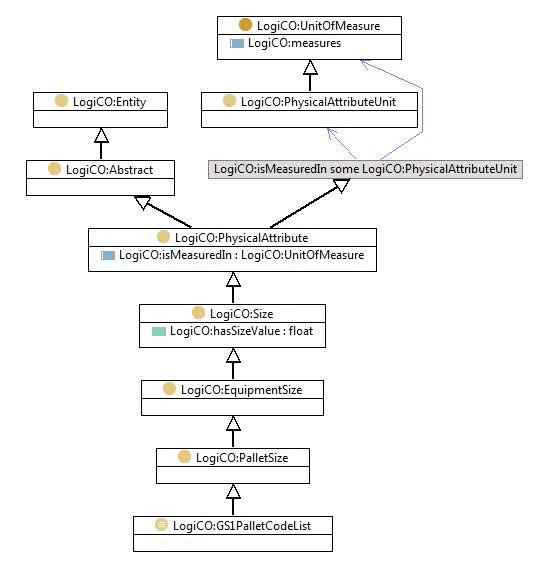 LogiCO:UnitOfMeasure
LogiCO:measures
LogiCO:Entity
LogiCO:PhysicalAttributeUnit
LogiCO:Abstract
LogiCO:isMeasuredIn some LogiCO:PhysicalAttributeUnit
LogiCO:PhysicalAttribute
LogiCO:isMeasuredIn : LogiCO:UnitOfMeasure
LogiCO:Size
LogiCO:hasSizeValue : float
LogiCO:EquipmentSize
LogiCO:PalletSize
LogiCO:GS1PalletCodeList